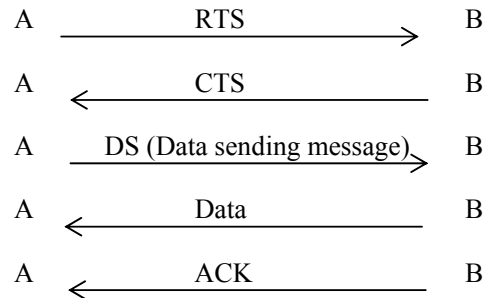 A RTS B
A CTS B
A DS (Data sending message) B
A Data B
A ACK B